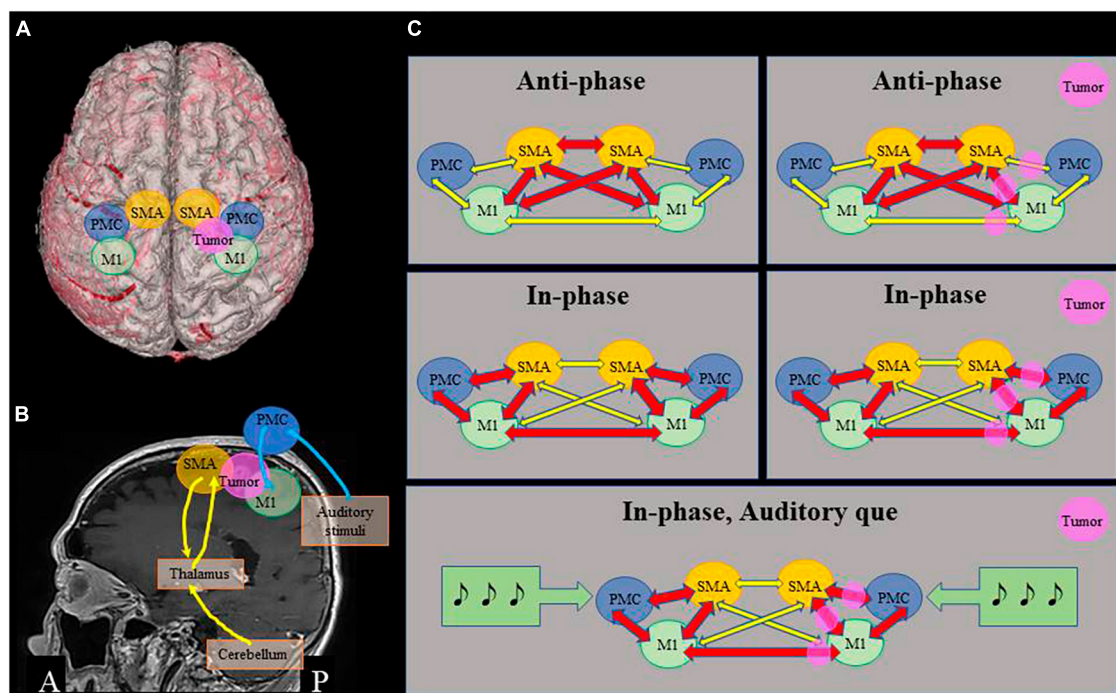 A
SMA SMA
PMC PMC
Tumor
M1 M1
B
PMC
SMA
Tumor
M1
Auditory
stimuli
Thalamus
Cerebellum
A P
C
Anti-phase
SMA SMA
PMC PMC
M1 M1
Anti-phase
Tumor
SMA SMA
PMC PMC
M1 M1
In-phase
SMA SMA
PMC PMC
M1 M1
In-phase
Tumor
SMA SMA
PMC PMC
M1 M1
In-phase, Auditory que
Tumor
SMA SMA
PMC PMC
M1 M1